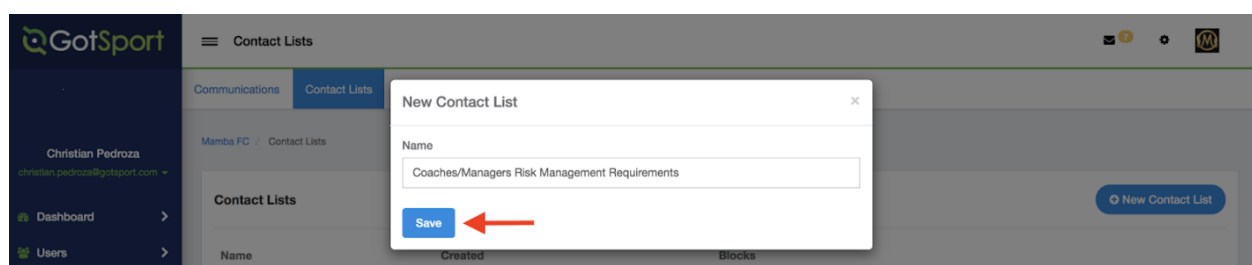 GotSport
Contact Lists
7
Communications
Contact Lists
New Contact List
×
Christian Pedroza
christian.pedroza@gotsport.com
Mamba FC / Contact Lists
Name
Coaches/Managers Risk Management Requirements
Contact Lists
New Contact List
Save
Dashboard
Users
Name
Created
Blocks